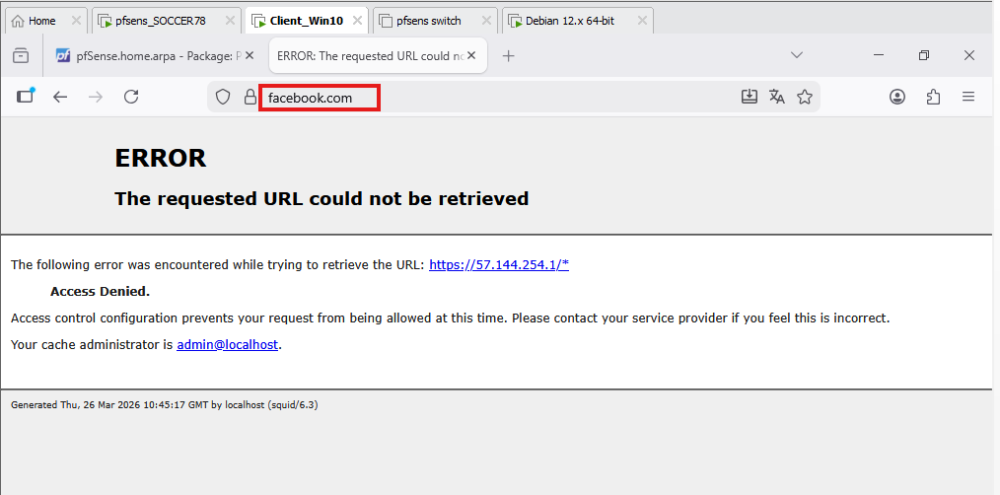 Home pfsens_SOCCER78 Client_Win10 pfsens switch Debian 12.x 64-bit
pf pfSense.home.arpa - Package: P ERROR: The requested URL could no
facebook.com
ERROR
The requested URL could not be retrieved
The following error was encountered while trying to retrieve the URL: https://57.144.254.1/*
Access Denied.
Access control configuration prevents your request from being allowed at this time. Please contact your service provider if you feel this is incorrect.
Your cache administrator is admin@localhost.
Generated Thu, 26 Mar 2026 10:45:17 GMT by localhost (squid/6.3)